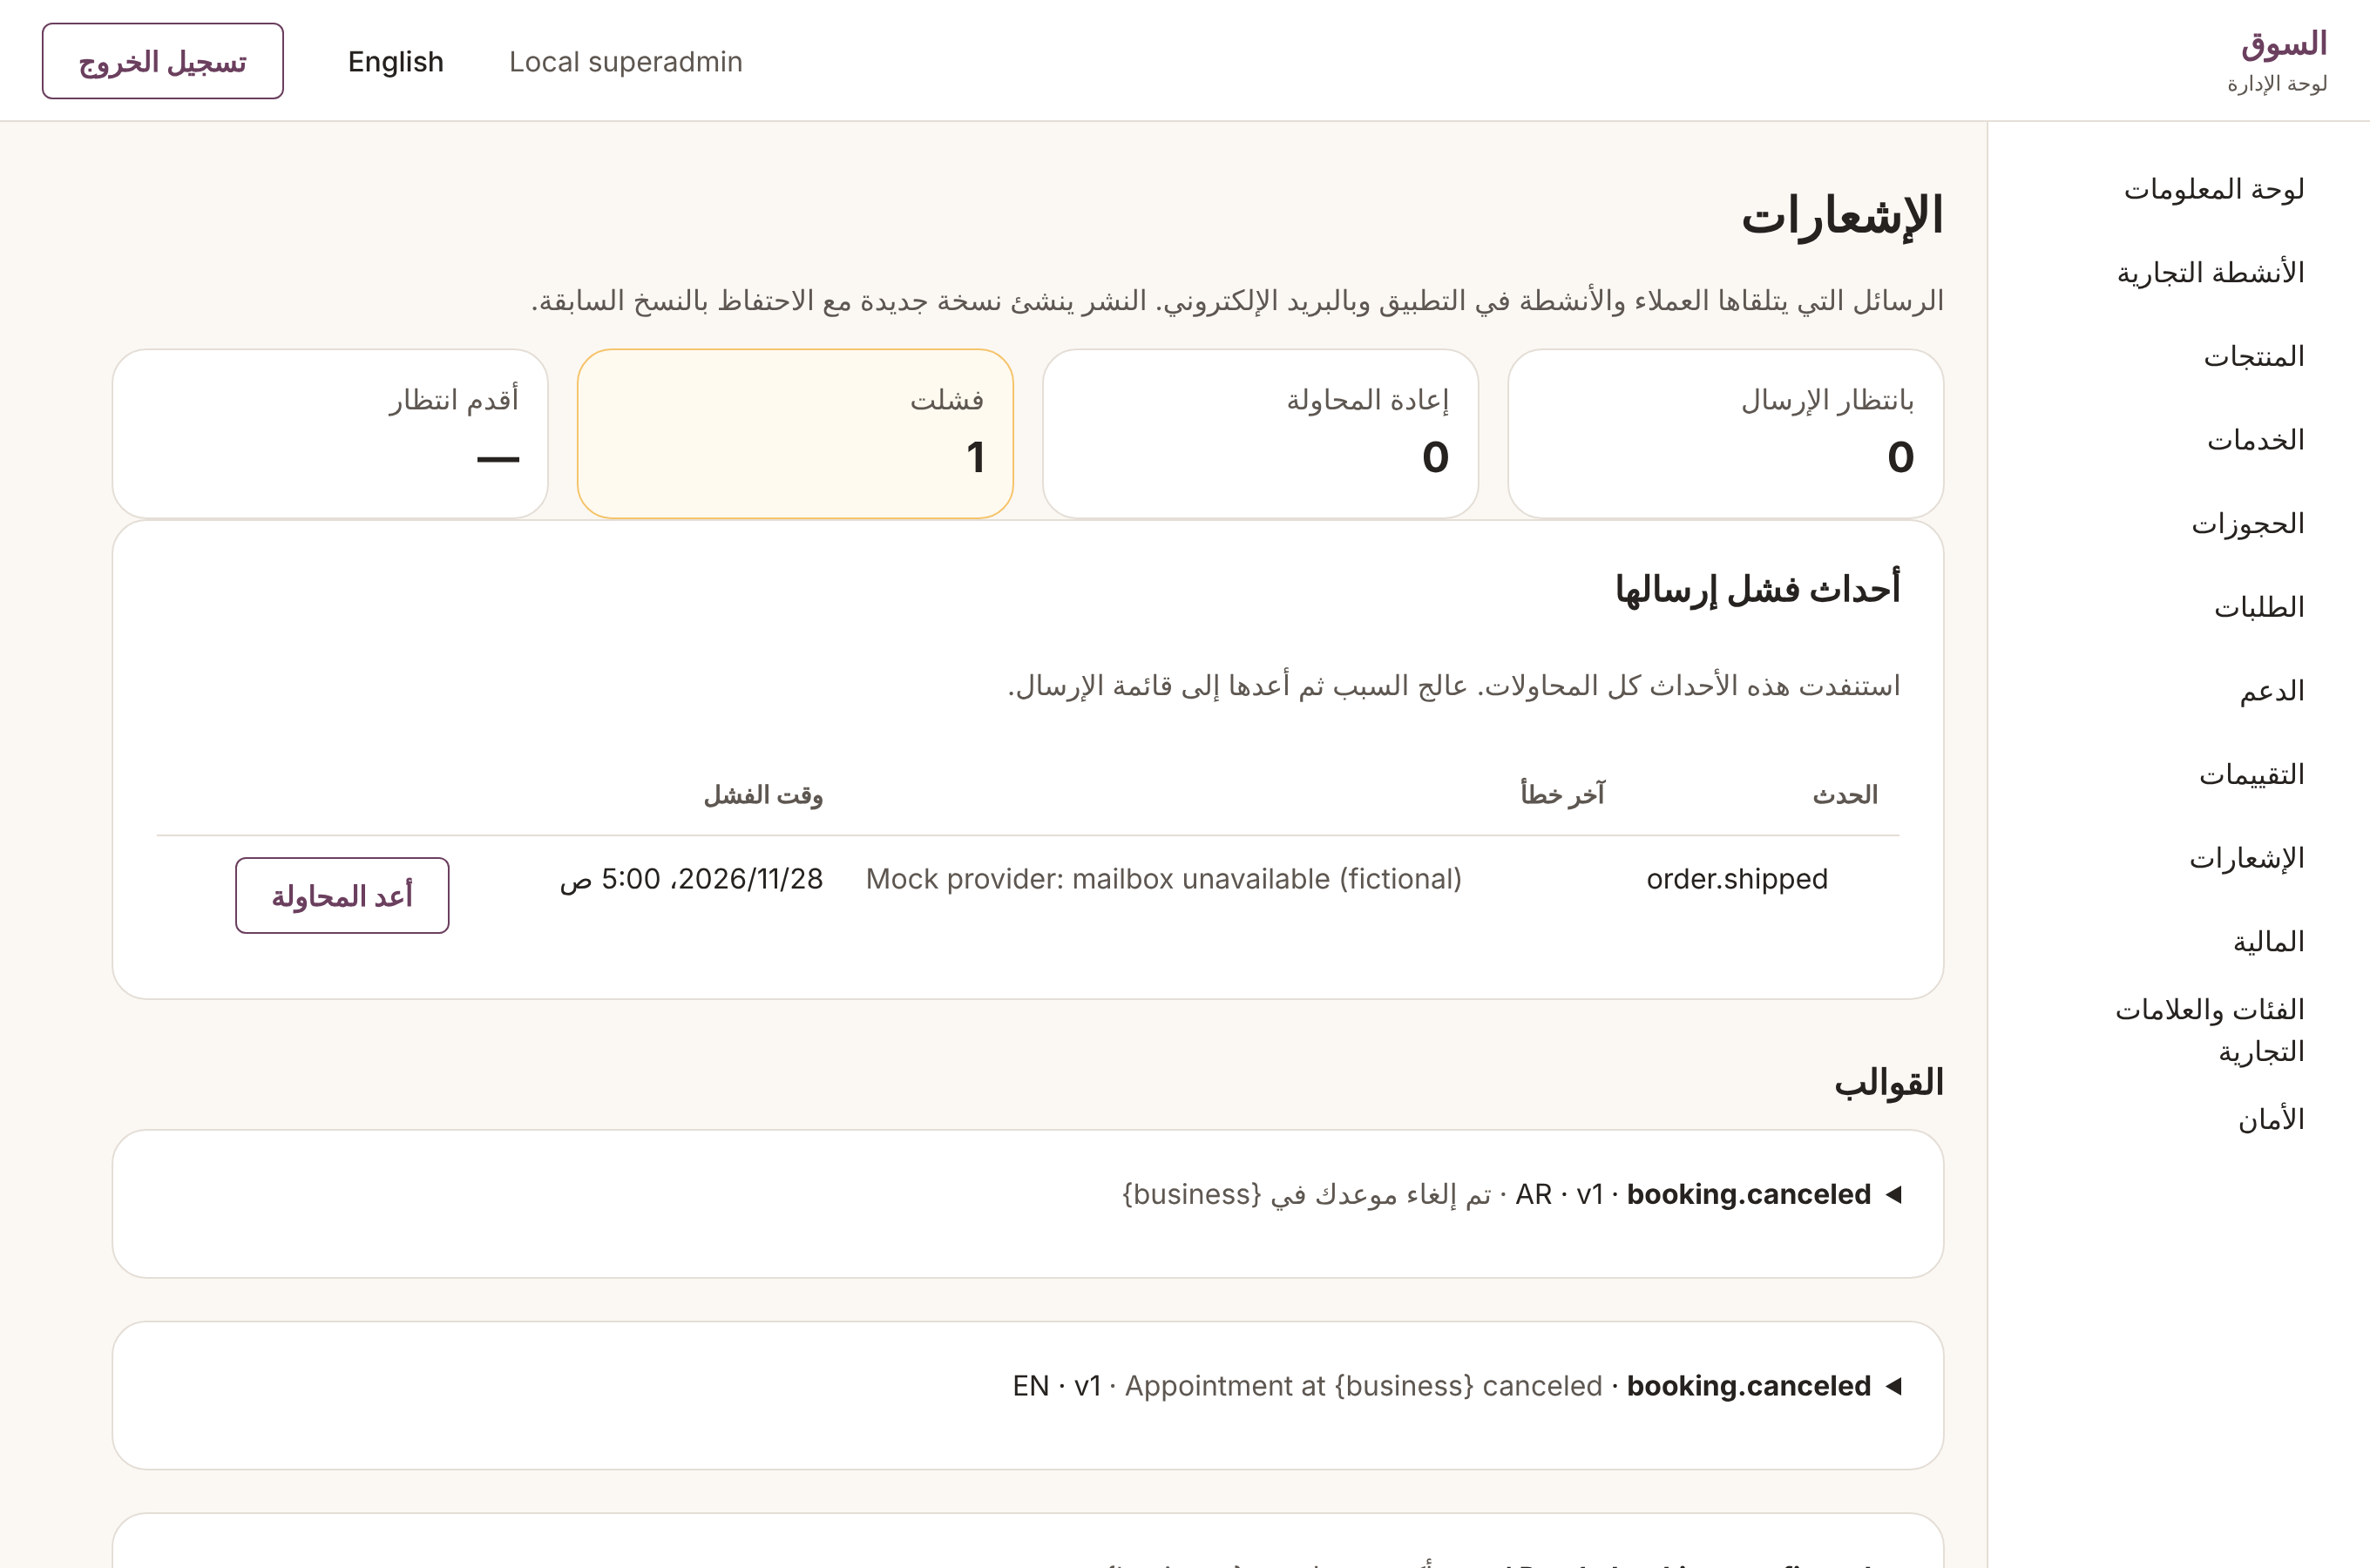 السوق
لوحة الإدارة
Local superadmin
English
تسجيل الخروج
لوحة المعلومات
الأنشطة التجارية
المنتجات
الخدمات
الحجوزات
الطلبات
الدعم
التقييمات
الإشعارات
المالية
الفئات والعلامات
التجارية
الأمان
الإشعارات
الرسائل التي يتلقاها العملاء والأنشطة في التطبيق وبالبريد الإلكتروني. النشر ينشئ نسخة جديدة مع الاحتفاظ بالنسخ السابقة.
بانتظار الإرسال
0
إعادة المحاولة
0
فشلت
1
أقدم انتظار
—
أحداث فشل إرسالها
استنفدت هذه الأحداث كل المحاولات. عالج السبب ثم أعدها إلى قائمة الإرسال.
الحدث آخر خطأ وقت الفشل
order.shipped Mock provider: mailbox unavailable (fictional) 2026/11/28، 5:00 ص أعد المحاولة
القوالب
booking.canceled · AR · v1 · تم إلغاء موعدك في {business}
booking.canceled · EN · v1 · Appointment at {business} canceled